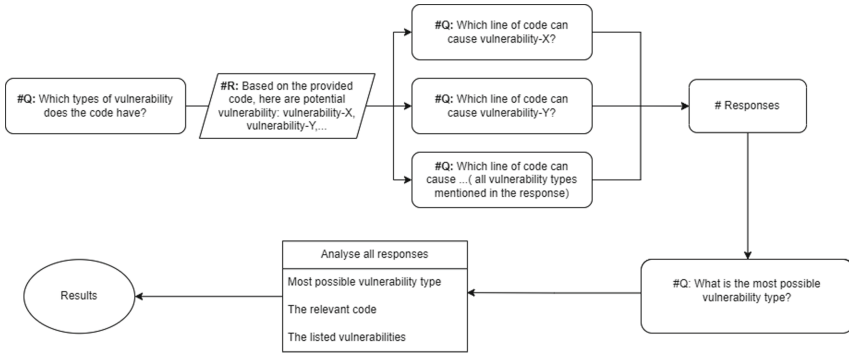 #Q: Which types of vulnerability
does the code have?
#R: Based on the provided
code, here are potential
vulnerability: vulnerability-X,
vulnerability-Y,...
#Q: Which line of code can
cause vulnerability-X?
#Q: Which line of code can
cause vulnerability-Y?
#Q: Which line of code can
cause ...( all vulnerability types
mentioned in the response)
# Responses
#Q: What is the most possible
vulnerability type?
Analyse all responses
Most possible vulnerability type
The relevant code
The listed vulnerabilities
Results